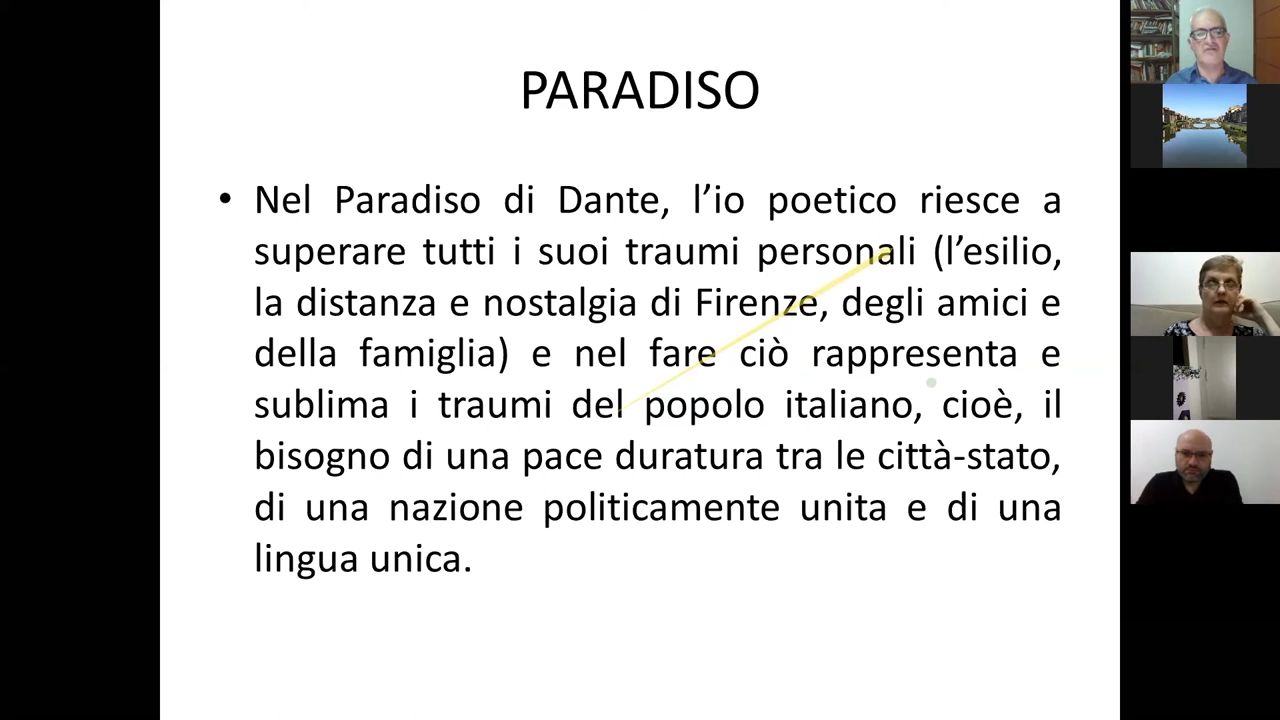 PARADISO
• Nel Paradiso di Dante, l’io poetico riesce a
superare tutti i suoi traumi personali (l’esilio,
la distanza e nostalgia di Firenze, degli amici e
della famiglia) e nel fare ciò rappresenta e
sublima i traumi del popolo italiano, cioè, il
bisogno di una pace duratura tra le città-stato,
di una nazione politicamente unita e di una
lingua unica.